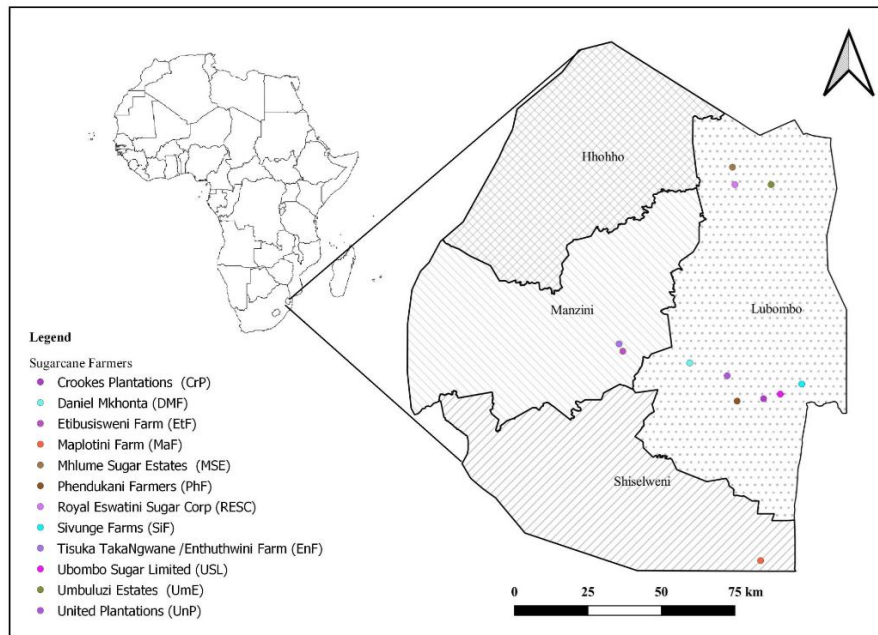 Hhohho
Manzini
Lubombo
Shiselweni
Legend
Sugarcane Farmers
Crookes Plantations (CrP)
Daniel Mkhonta (DMF)
Etibusisweni Farm (EtF)
Maplotini Farm (MaF)
Mhlume Sugar Estates (MSE)
Phendukani Farmers (PhF)
Royal Eswatini Sugar Corp (RESC)
Sivunge Farms (SiF)
Tisuka TakaNgwane /Enthuthwini Farm (EnF)
Ubombo Sugar Limited (USL)
Umbuluzi Estates (UmE)
United Plantations (UnP)
0 25 50 75 km